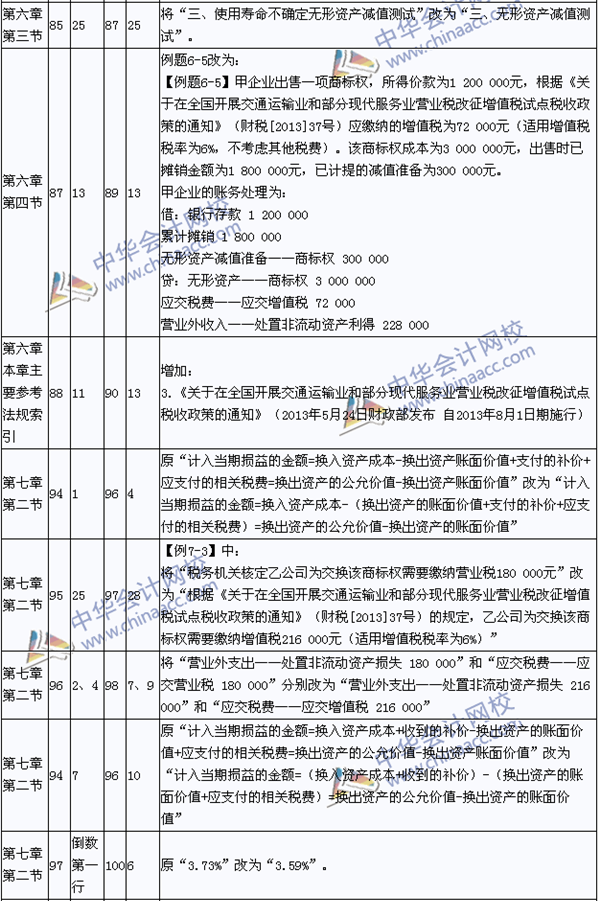 第六章
第三节
85
25
87
25
将“三、使用寿命不确定无形资产减值测试”改为“三、无形资产减值测
试”。
第六章
第四节
87
13
89
13
例题6-5改为:
【例题6-5】甲企业出售一项商标权,所得价款为1 200 000元,根据《关
于在全国开展交通运输业和部分现代服务业营业税改征增值税试点税收政
策的通知》(财税[2013]37号)应缴纳的增值税为72 000元(适用增值税
税率为6%,不考虑其他税费)。该商标权成本为3 000 000元,出售时已
摊销金额为1 800 000元,已计提的减值准备为300 000元。
甲企业的账务处理为:
借:银行存款 1 200 000
累计摊销 1 800 000
无形资产减值准备——商标权 300 000
贷:无形资产——商标权 3 000 000
应交税费——应交增值税 72 000
营业外收入——处置非流动资产利得 228 000
第六章
本章主
要参考
法规索
引
88
11
90
13
增加:
3.《关于在全国开展交通运输业和部分现代服务业营业税改征增值税试点
税收政策的通知》(2013年5月24日财政部发布 自2013年8月1日期施行)
第七章
第二节
94
1
96
4
原“计入当期损益的金额=换入资产成本-换出资产账面价值+支付的补价+
应支付的相关税费=换出资产的公允价值-换出资产账面价值”改为“计入
当期损益的金额=换入资产成本-(换出资产的账面价值+支付的补价+应支
付的相关税费)=换出资产的公允价值-换出资产的账面价值”
第七章
第二节
95
25
97
28
【例7-3】中:
将“税务机关核定乙公司为交换该商标权需要缴纳营业税180 000元”改
为“根据《关于在全国开展交通运输业和部分现代服务业营业税改征增值
税试点税收政策的通知》(财税[2013]37号)的规定,乙公司为交换该商
标权需要缴纳增值税216 000元(适用增值税税率为6%)”
第七章
第二节
96
2、4
98
7、9
将“营业外支出——处置非流动资产损失 180 000”和“应交税费——应
交营业税 180 000”分别改为“营业外支出——处置非流动资产损失 216
000”和“应交税费——应交增值税 216 000”
第七章
第二节
94
7
96
10
原“计入当期损益的金额=换入资产成本+收到的补价-换出资产的账面价
值+应支付的相关税费=换出资产的公允价值-换出资产账面价值”改为
“计入当期损益的金额=(换入资产成本+收到的补价)-(换出资产的账
面价值+应支付的相关税费)=换出资产的公允价值-换出资产的账面价
值”
第七章
第二节
97
倒数
第一
行
100
6
原“3.73%”改为“3.59%”。
中华会计网校
www.chinaacc.com
中华会计网校
www.chinaacc.com
中华会计网校
www.chinaacc.com
中华会计网校
www.chinaacc.com
中华会计网校
www.chinaacc.com